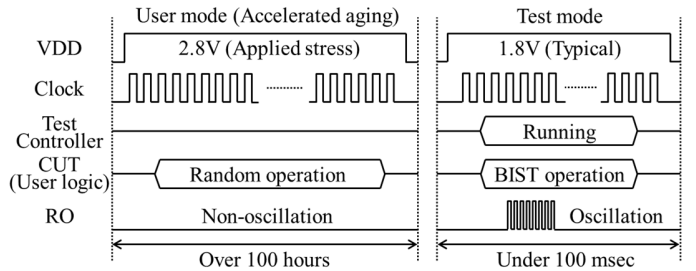 User mode (Accelerated aging) Test mode
VDD 2.8V (Applied stress) 1.8V (Typical)
Clock
Test
Controller Running
CUT
(User logic) Random operation BIST operation
RO Non-oscillation Oscillation
Over 100 hours Under 100 msec